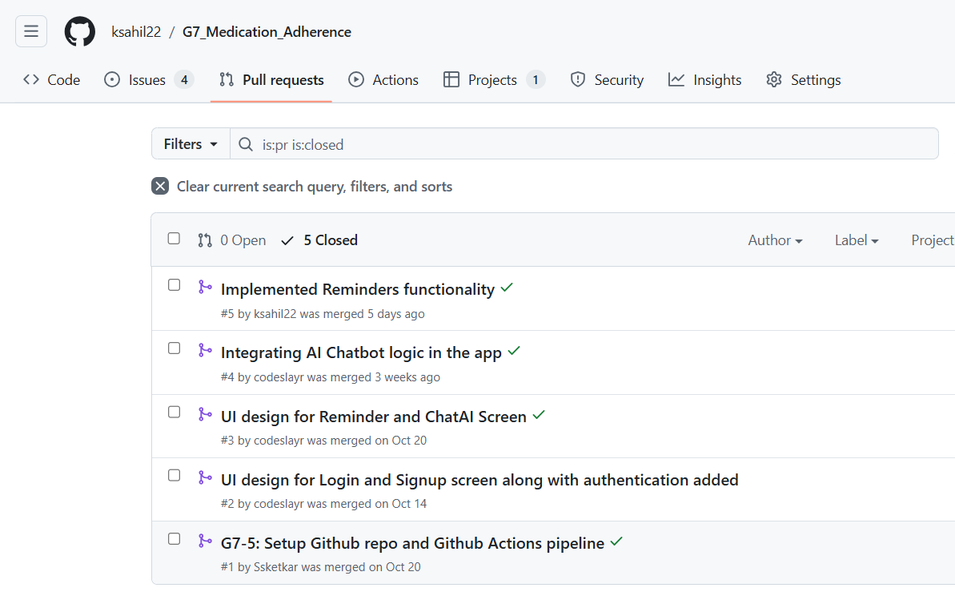 ksahil22 / G7_Medication_Adherence
Code Issues 4 Pull requests Actions Projects 1 Security Insights Settings
Filters is:pr is:closed
Clear current search query, filters, and sorts
0 Open 5 Closed Author Label Project
Implemented Reminders functionality
#5 by ksahil22 was merged 5 days ago
Integrating AI Chatbot logic in the app
#4 by codeslayr was merged 3 weeks ago
UI design for Reminder and ChatAI Screen
#3 by codeslayr was merged on Oct 20
UI design for Login and Signup screen along with authentication added
#2 by codeslayr was merged on Oct 14
G7-5: Setup Github repo and Github Actions pipeline
#1 by Ssketkar was merged on Oct 20